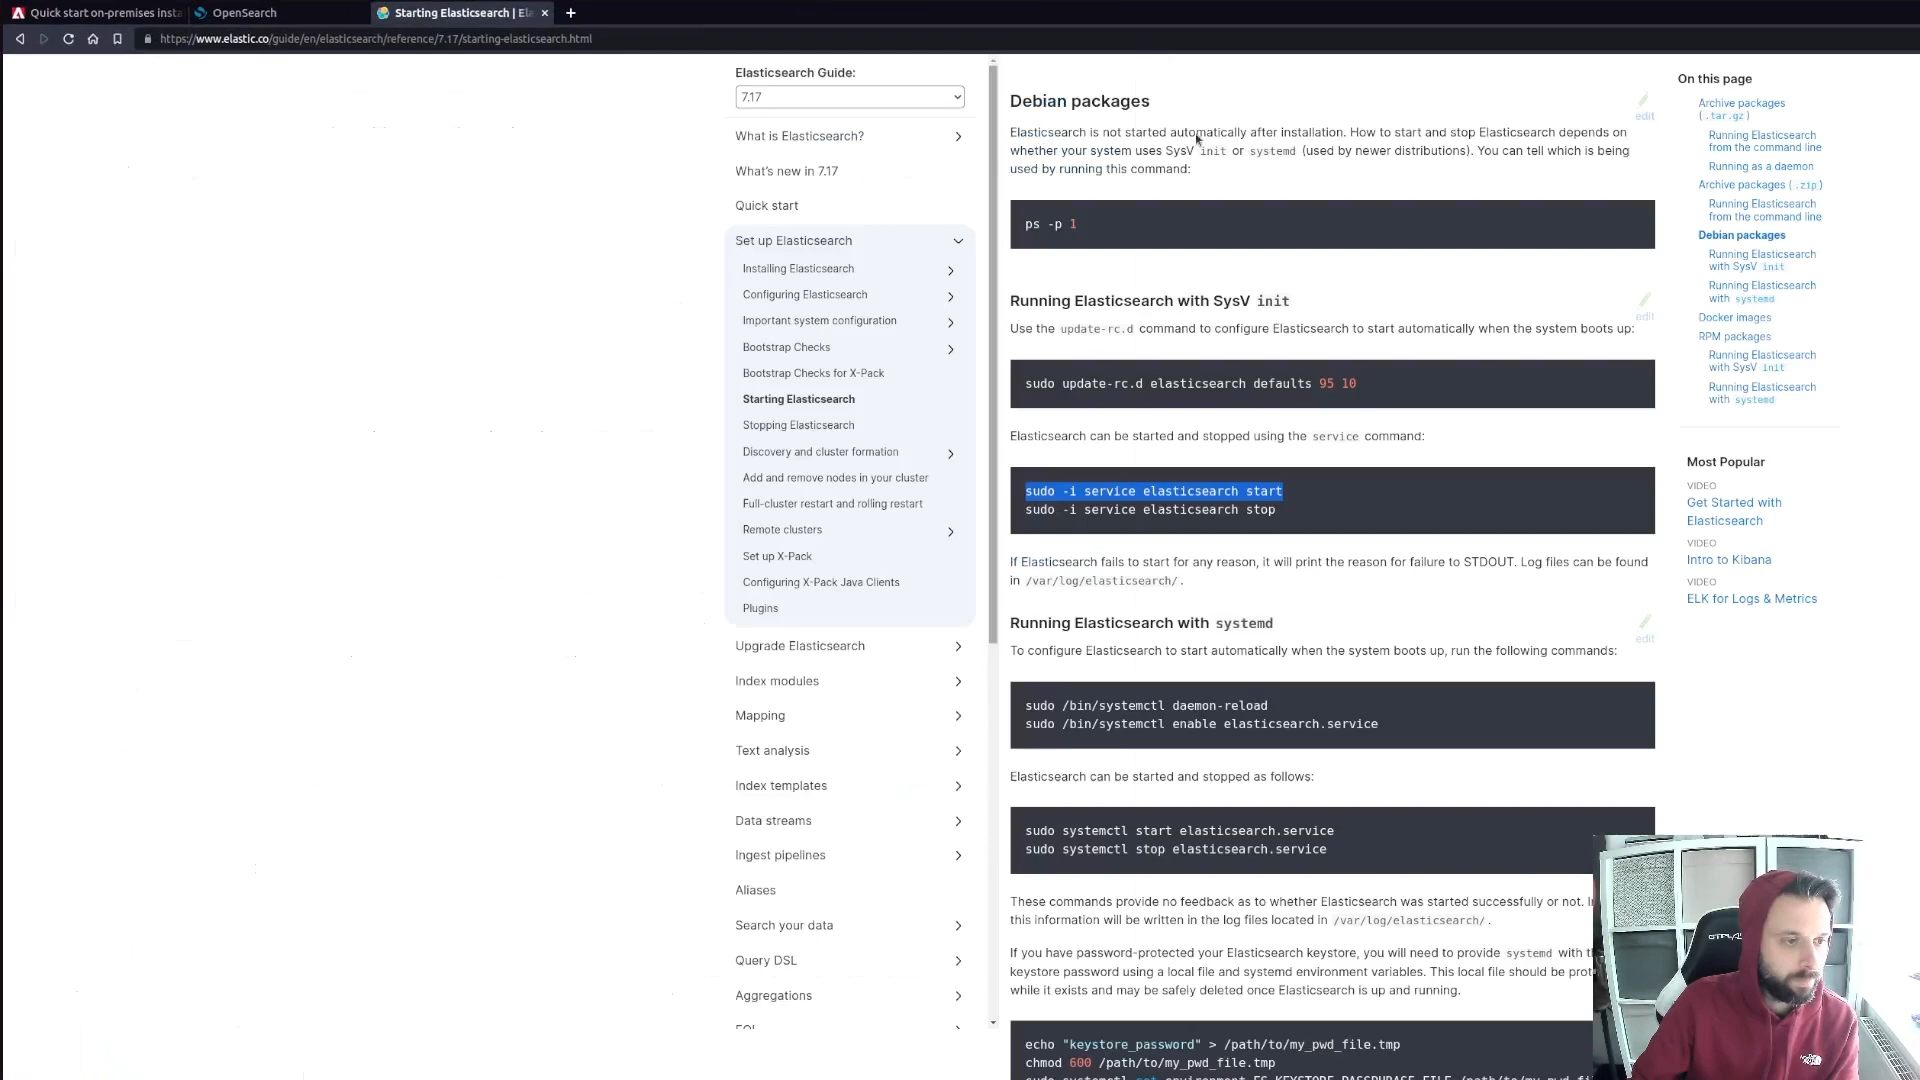 Quick start on-premises insta
OpenSearch
Starting Elasticsearch | Ela
https://www.elastic.co/guide/en/elasticsearch/reference/7.17/starting-elasticsearch.html
Elasticsearch Guide:
7.17
What is Elasticsearch?
What's new in 7.17
Quick start
Set up Elasticsearch
Installing Elasticsearch
Configuring Elasticsearch
Important system configuration
Bootstrap Checks
Bootstrap Checks for X-Pack
Starting Elasticsearch
Stopping Elasticsearch
Discovery and cluster formation
Add and remove nodes in your cluster
Full-cluster restart and rolling restart
Remote clusters
Set up X-Pack
Configuring X-Pack Java Clients
Plugins
Upgrade Elasticsearch
Index modules
Mapping
Text analysis
Index templates
Data streams
Ingest pipelines
Aliases
Search your data
Query DSL
Aggregations
Debian packages
edit
Elasticsearch is not started automatically after installation. How to start and stop Elasticsearch depends on
whether your system uses SysV init or systemd (used by newer distributions). You can tell which is being
used by running this command:
ps -p 1
Running Elasticsearch with SysV init
edit
Use the update-rc.d command to configure Elasticsearch to start automatically when the system boots up:
sudo update-rc.d elasticsearch defaults 95 10
Elasticsearch can be started and stopped using the service command:
sudo -i service elasticsearch start
sudo -i service elasticsearch stop
If Elasticsearch fails to start for any reason, it will print the reason for failure to STDOUT. Log files can be found
in /var/log/elasticsearch/.
Running Elasticsearch with systemd
edit
To configure Elasticsearch to start automatically when the system boots up, run the following commands:
sudo /bin/systemctl daemon-reload
sudo /bin/systemctl enable elasticsearch.service
Elasticsearch can be started and stopped as follows:
sudo systemctl start elasticsearch.service
sudo systemctl stop elasticsearch.service
These commands provide no feedback as to whether Elasticsearch was started successfully or not. I
this information will be written in the log files located in /var/log/elasticsearch/.
If you have password-protected your Elasticsearch keystore, you will need to provide systemd with t
keystore password using a local file and systemd environment variables. This local file should be prot
while it exists and may be safely deleted once Elasticsearch is up and running.
echo "keystore_password" > /path/to/my_pwd_file.tmp
chmod 600 /path/to/my_pwd_file.tmp
On this page
Archive packages
(.tar.gz)
Running Elasticsearch
from the command line
Running as a daemon
Archive packages (.zip)
Running Elasticsearch
from the command line
Debian packages
Running Elasticsearch
with SysV init
Running Elasticsearch
with systemd
Docker images
RPM packages
Running Elasticsearch
with SysV init
Running Elasticsearch
with systemd
Most Popular
VIDEO
Get Started with
Elasticsearch
VIDEO
Intro to Kibana
VIDEO
ELK for Logs & Metrics